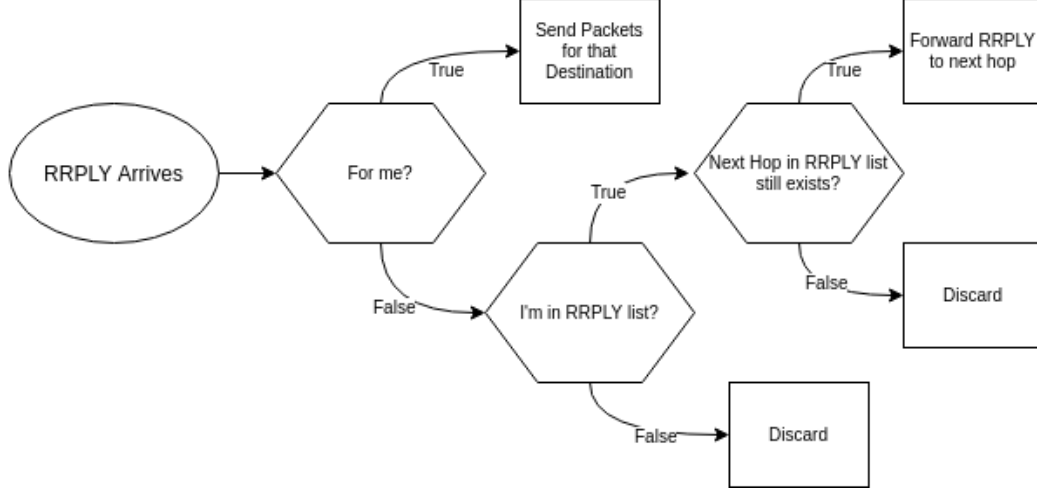 RRPLY Arrives
For me?
True
Send Packets
for that
Destination
False
I'm in RRPLY list?
True
Next Hop in RRPLY list
still exists?
True
Forward RRPLY
to next hop
False
Discard
False
Discard